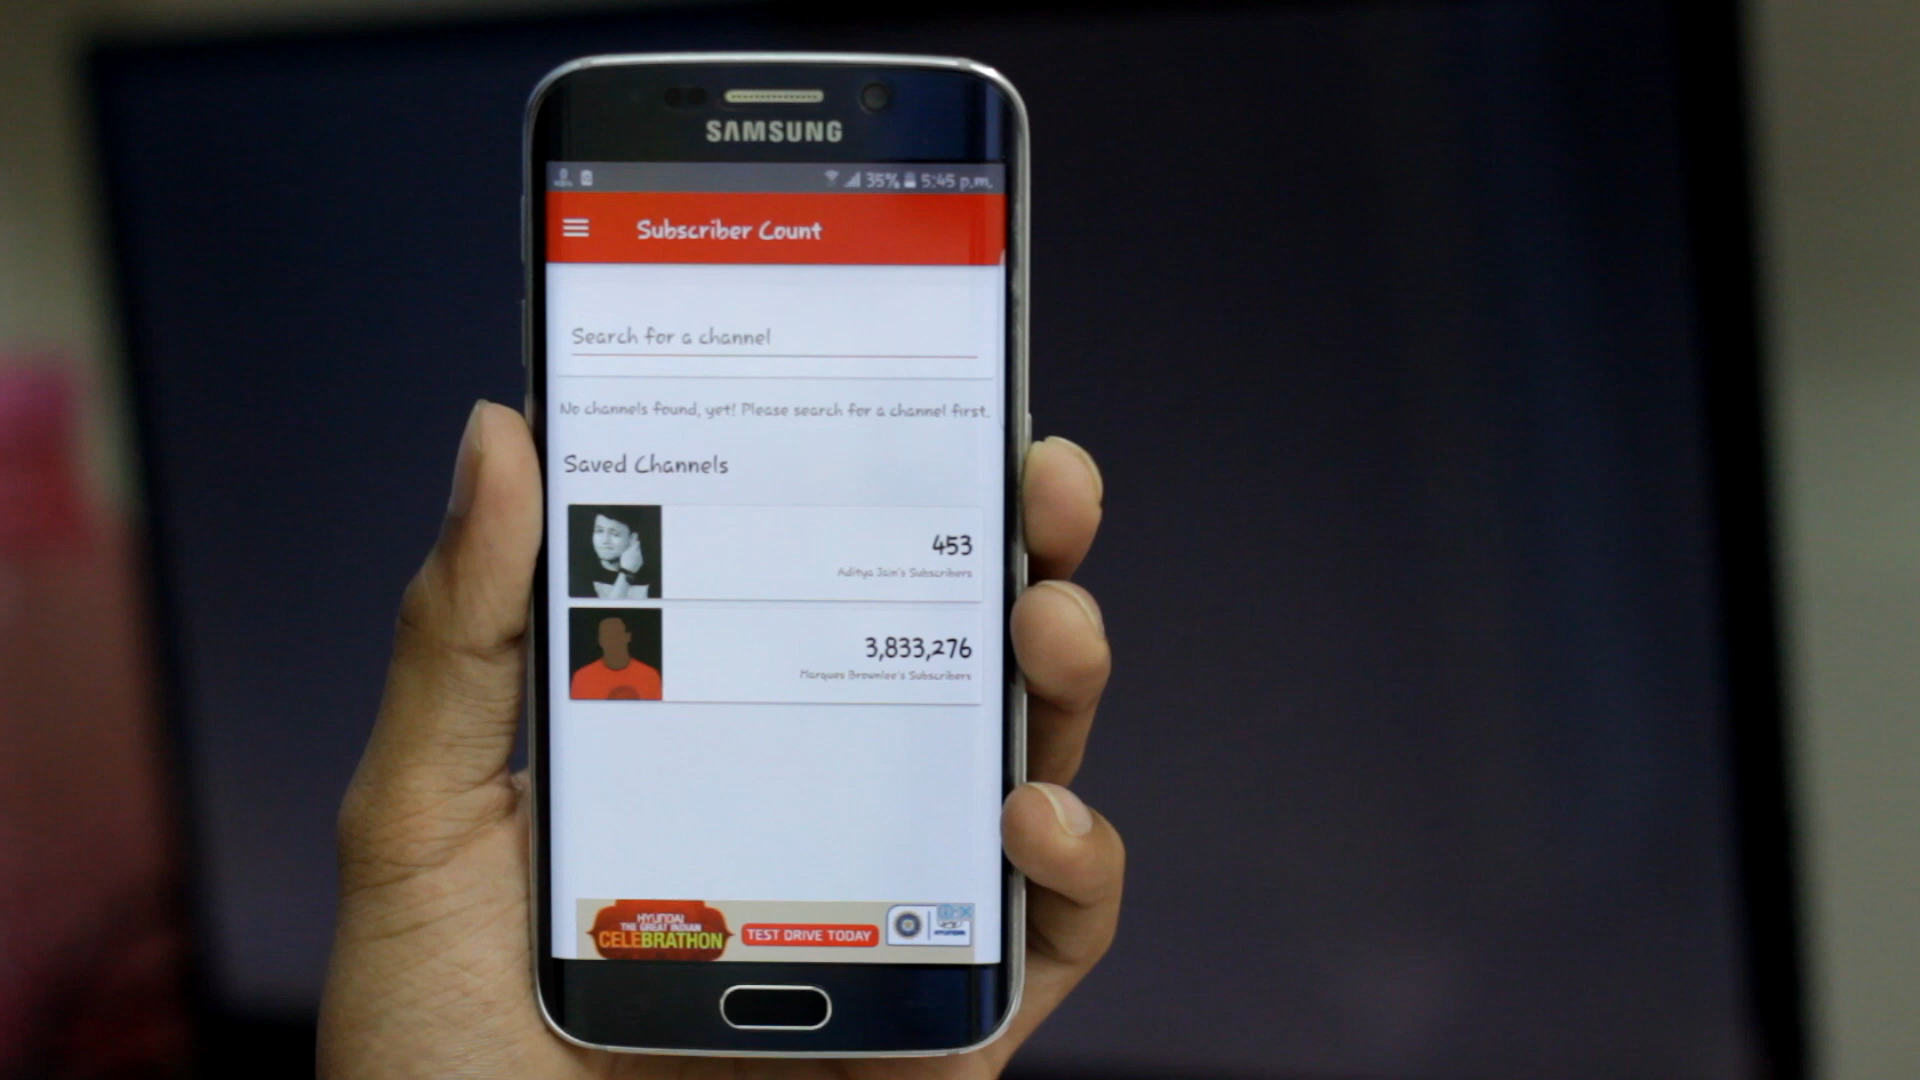 SAMSUNG
35% 5:45 p.m.
Subscriber Count
Search for a channel
No channels found, yet! Please search for a channel first.
Saved Channels
453
Aditya Jain's Subscribers
3,833,276
Marques Brownlee's Subscribers
HYUNDAI
THE GREAT INDIAN
CELEBRATHON
TEST DRIVE TODAY
HYUNDAI